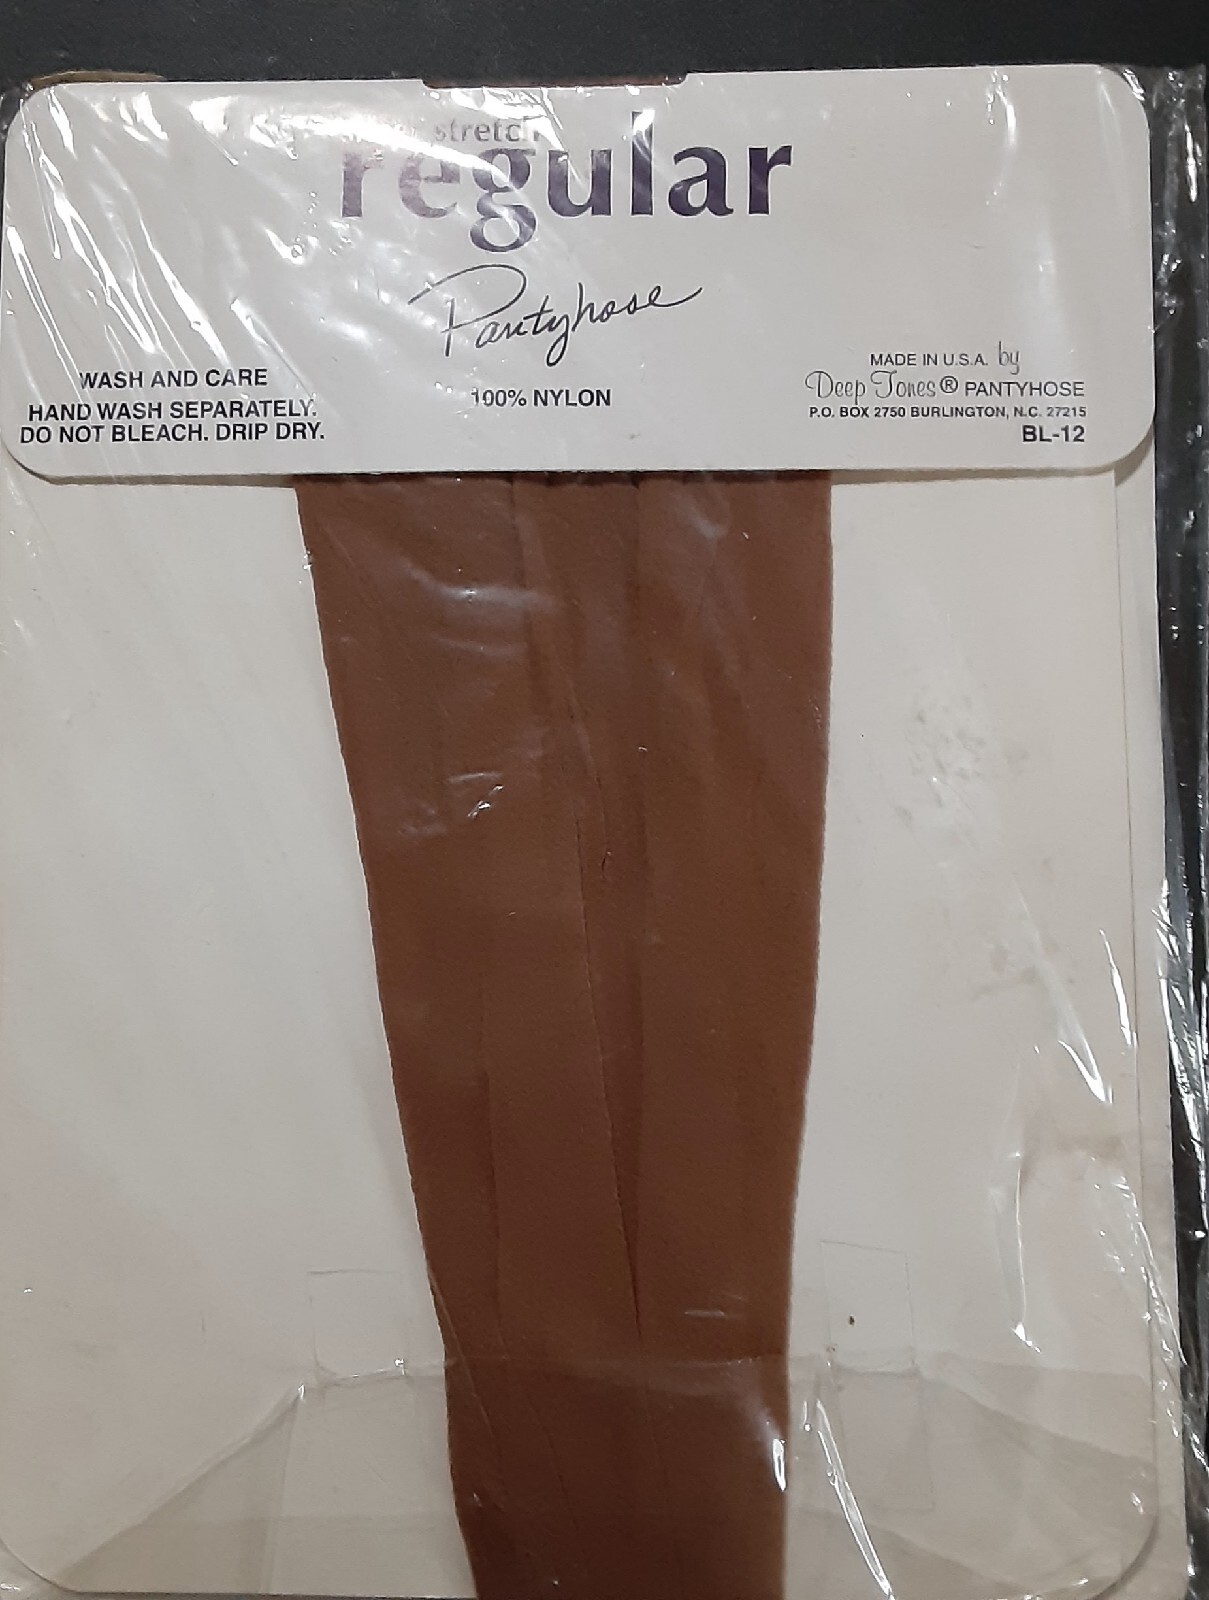 stretch
regular
Pantyhose
WASH AND CARE
HAND WASH SEPARATELY.
DO NOT BLEACH. DRIP DRY.
100% NYLON
MADE IN U.S.A. by
Deep Tones® PANTYHOSE
P.O. BOX 2750 BURLINGTON, N.C. 27215
BL-12